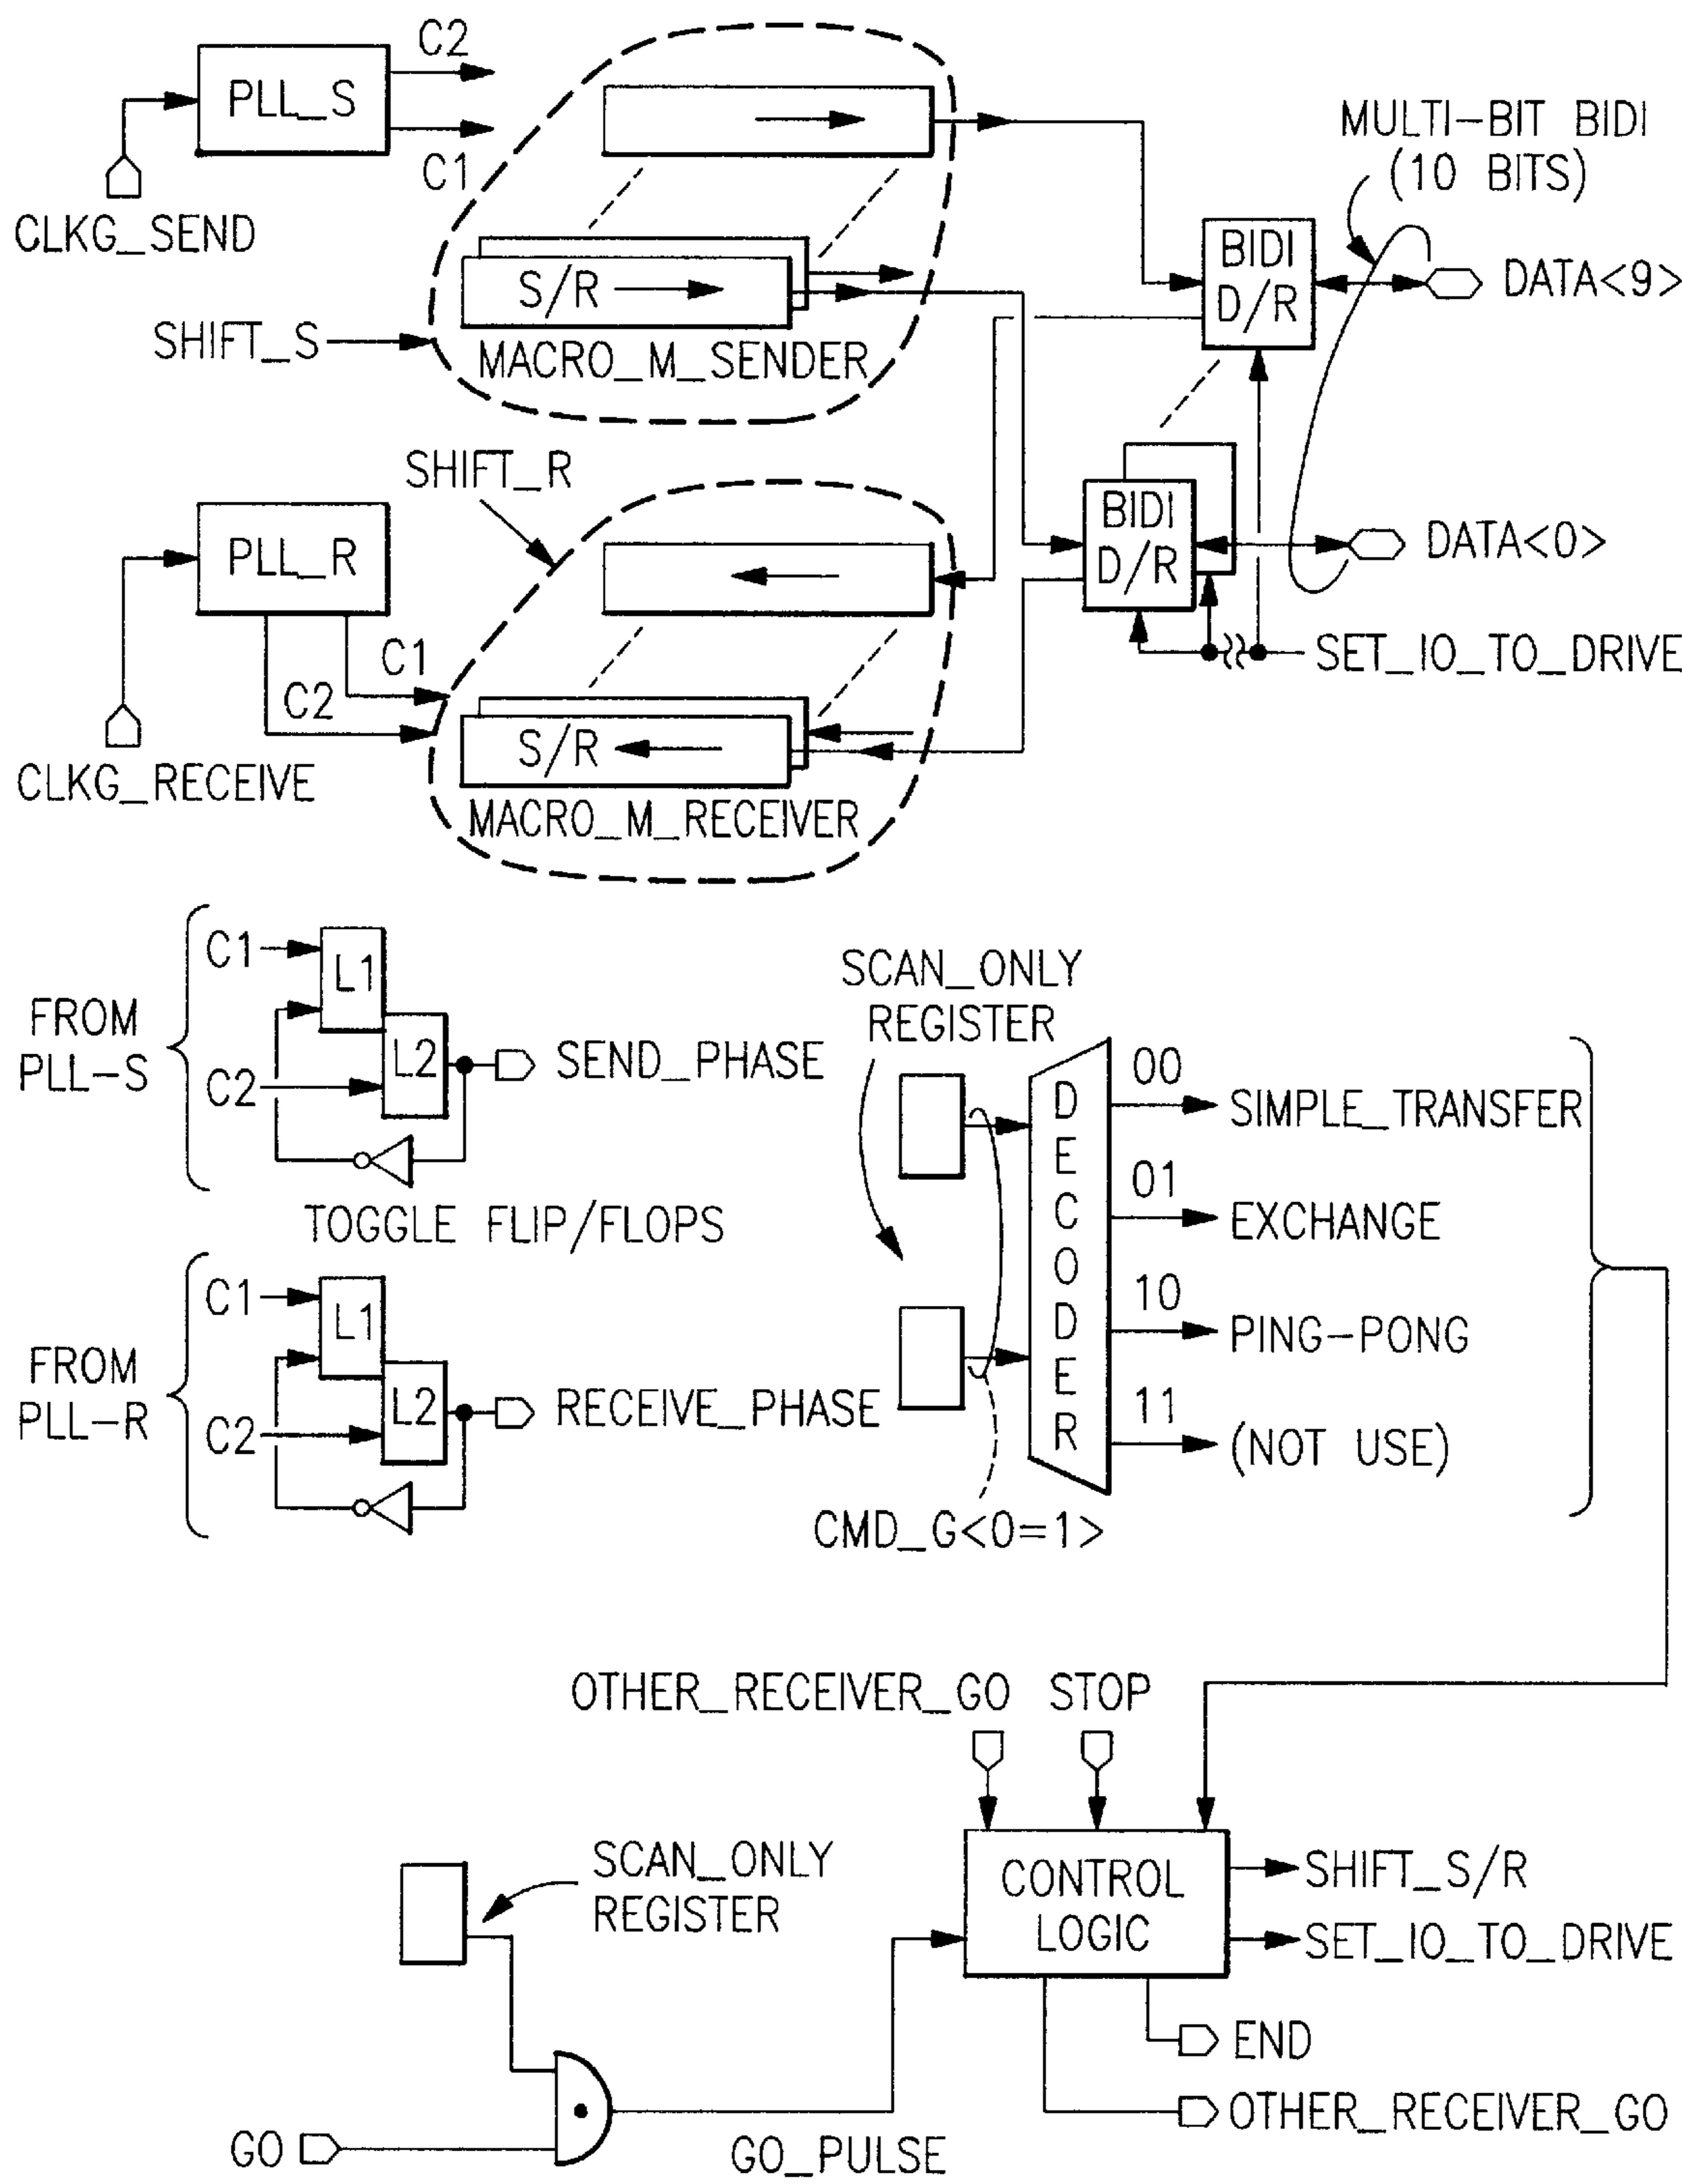 C2
PLL_S
C1
CLKG_SEND
MULTI-BIT BIDI
(10 BITS)
S/R
SHIFT_S
MACRO_M_SENDER
BIDI
D/R
DATA<9>
SHIFT_R
PLL_R
BIDI
D/R
DATA<0>
C1
C2
SET_IO_TO_DRIVE
S/R
CLKG_RECEIVE
MACRO_M_RECEIVER
FROM
PLL-S
C1
L1
C2
L2
SEND_PHASE
TOGGLE FLIP/FLOPS
FROM
PLL-R
C1
L1
C2
L2
RECEIVE_PHASE
SCAN_ONLY
REGISTER
DECODER
00
SIMPLE_TRANSFER
01
EXCHANGE
10
PING-PONG
11
(NOT USE)
CMD_G<0=1>
OTHER_RECEIVER_GO
STOP
SCAN_ONLY
REGISTER
CONTROL
LOGIC
SHIFT_S/R
SET_IO_TO_DRIVE
END
OTHER_RECEIVER_GO
GO
GO_PULSE